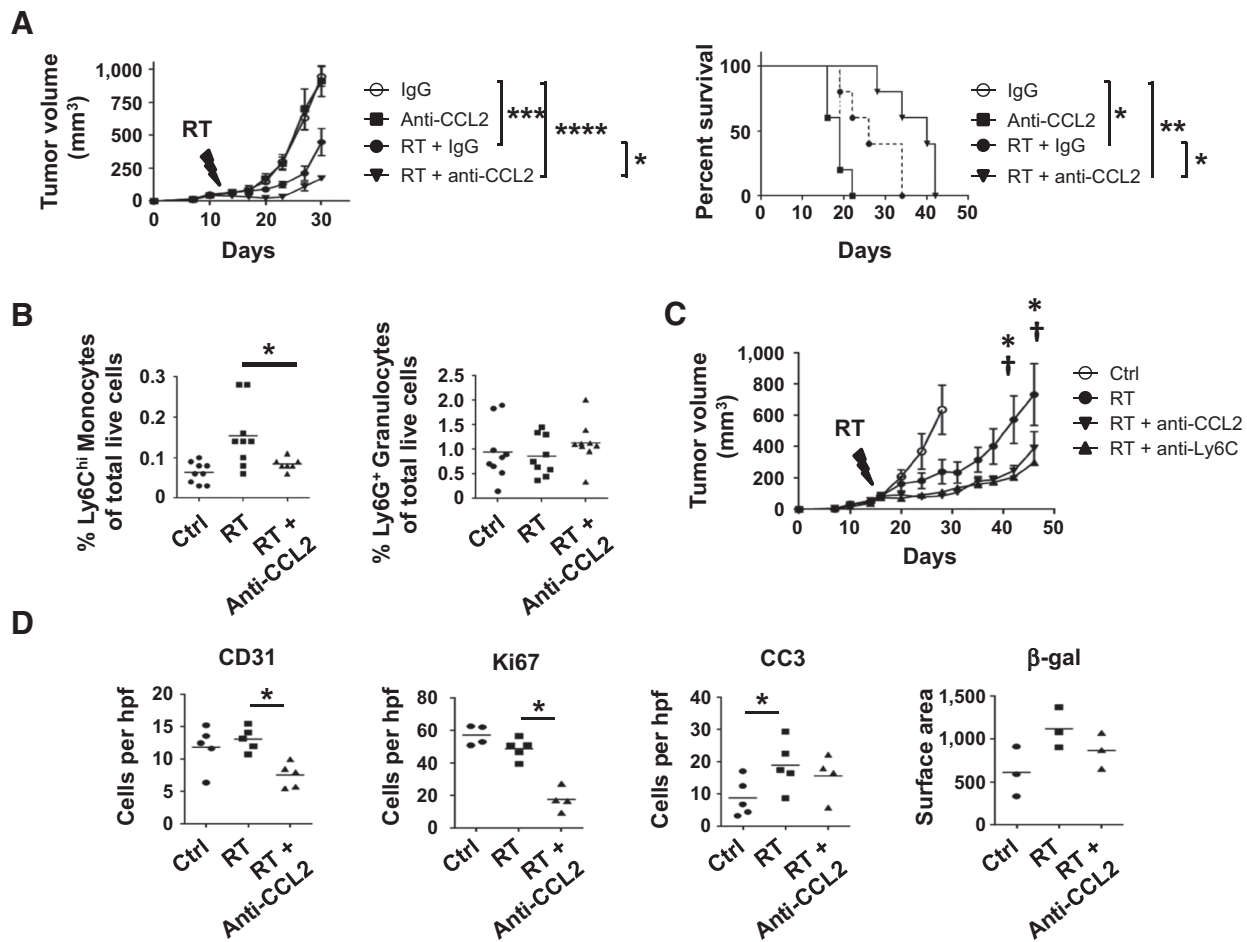 A
Tumor volume
(mm³)
1,000
750
500
250
0
RT
0
10
20
30
Days
IgG
Anti-CCL2
RT + IgG
RT + anti-CCL2
***
****
*
Percent survival
100
50
0
0
10
20
30
40
50
Days
IgG
Anti-CCL2
RT + IgG
RT + anti-CCL2
*
**
*
B
% Ly6Cʰⁱ Monocytes
of total live cells
0.3
0.2
0.1
0
*
Ctrl
RT
RT +
Anti-CCL2
% Ly6G⁺ Granulocytes
of total live cells
2.5
2.0
1.5
1.0
0.5
0
Ctrl
RT
RT +
Anti-CCL2
C
Tumor volume
(mm³)
1,000
800
600
400
200
0
RT
*
†
*
†
0
10
20
30
40
50
Days
Ctrl
RT
RT + anti-CCL2
RT + anti-Ly6C
D
CD31
Cells per hpf
20
15
10
5
0
*
Ctrl
RT
RT +
Anti-CCL2
Ki67
Cells per hpf
80
60
40
20
0
*
Ctrl
RT
RT +
Anti-CCL2
CC3
Cells per hpf
40
30
20
10
0
*
Ctrl
RT
RT +
Anti-CCL2
β-gal
Surface area
1,500
1,000
500
0
Ctrl
RT
RT +
Anti-CCL2